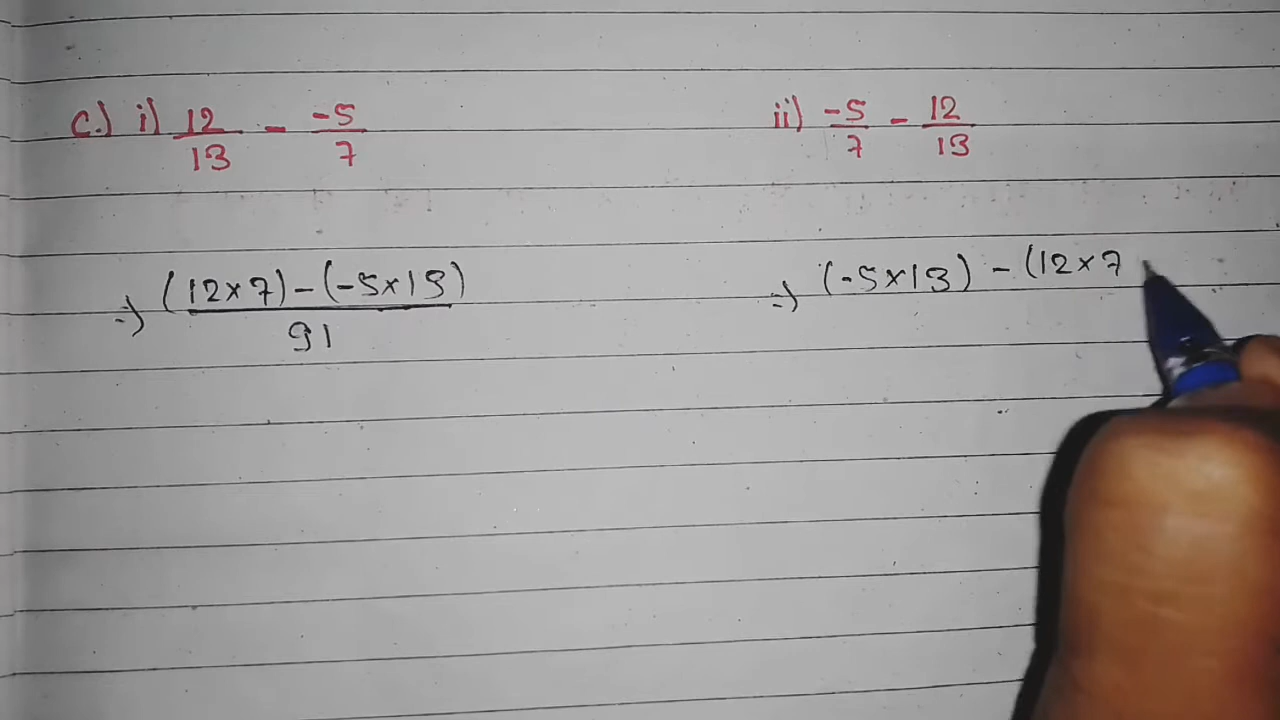 c.) i) 12/13 - -5/7
ii) -5/7 - 12/13
⇒ (12×7)-(-5×13)/91
⇒ (-5×13) - (12×7